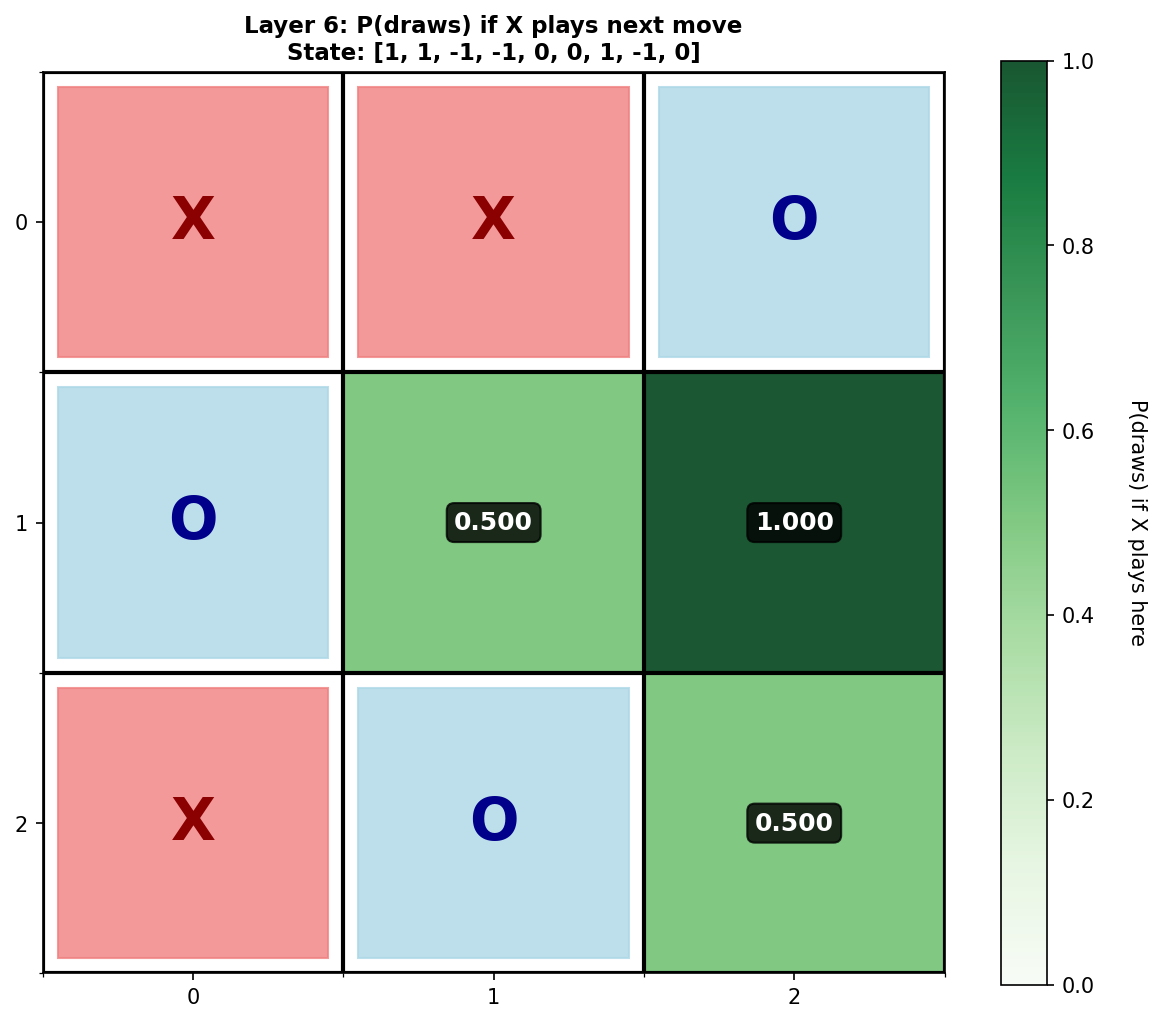 Layer 6: P(draws) if X plays next move
State: [1, 1, -1, -1, 0, 0, 1, -1, 0]
X
X
O
O
0.500
1.000
X
O
0.500
0
1
2
0
1
2
1.0
0.8
0.6
0.4
0.2
0.0
P(draws) if X plays here